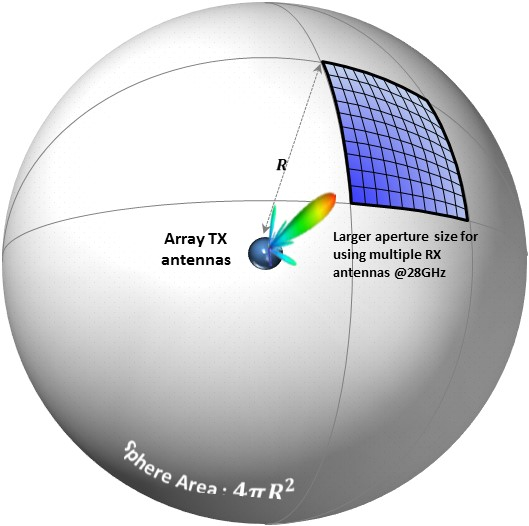 R
Array TX
antennas
Larger aperture size for
using multiple RX
antennas @28GHz
Sphere Area · 4πR²